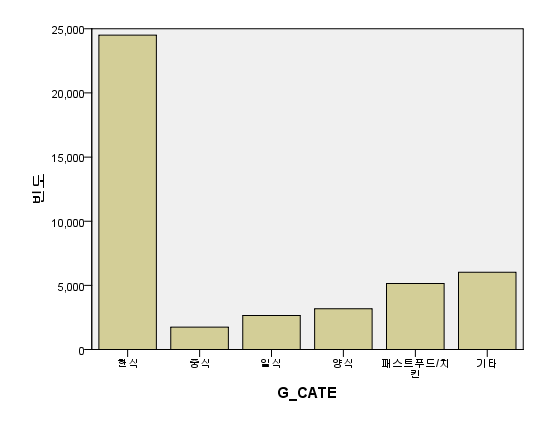 25,000
20,000
15,000
10,000
5,000
0
빈도
한식
중식
일식
양식
패스트푸드/치
킨
기타
G_CATE